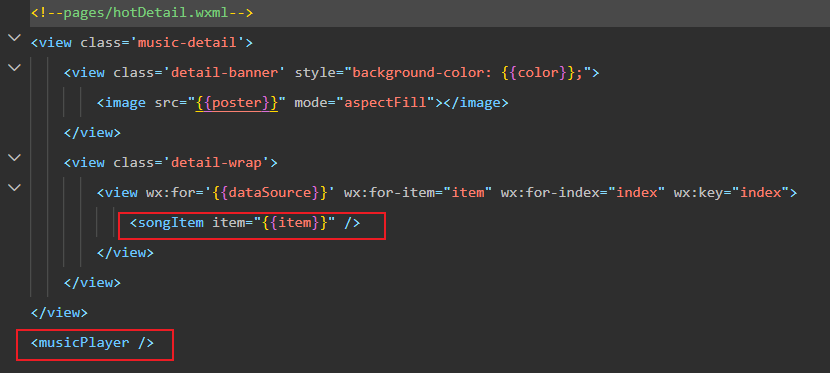 <!--pages/hotDetail.wxml-->
<view class='music-detail'>
<view class='detail-banner' style="background-color: {{color}};">
<image src="{{poster}}" mode="aspectFill"></image>
</view>
<view class='detail-wrap'>
<view wx:for='{{dataSource}}' wx:for-item="item" wx:for-index="index" wx:key="index">
<songItem item="{{item}}" />
</view>
</view>
</view>
<musicPlayer />